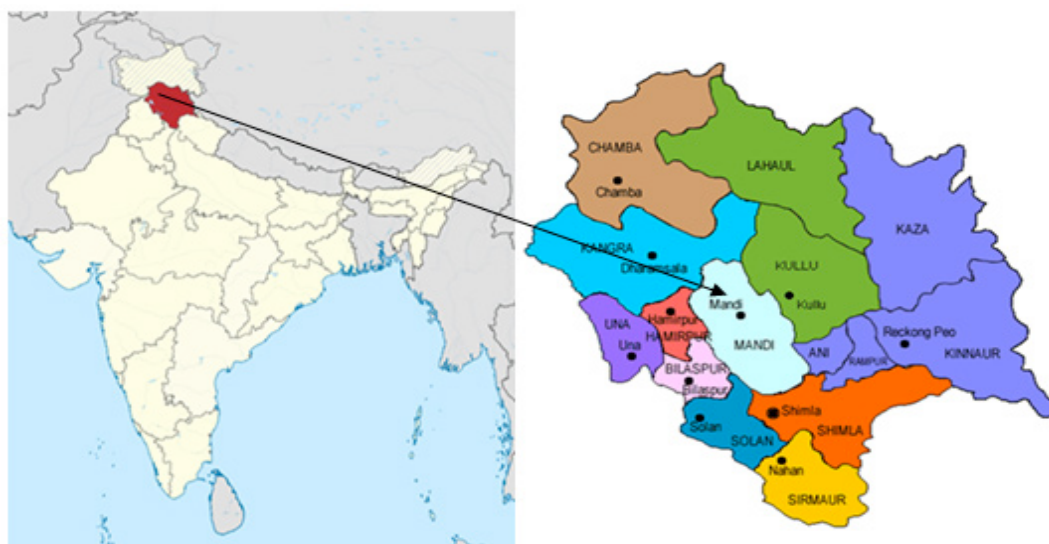 CHAMBA
Chamba
LAHAUL
KAZA
KANGRA
Dharamsala
KULLU
Kullu
Mandi
MANDI
Hamirpur
HAMIRPUR
UNA
Una
BILASPUR
Bilaspur
ANI
RAMPUR
Reckong Peo
KINNAUR
Solan
SOLAN
Shimla
SHIMLA
Nahan
SIRMAUR